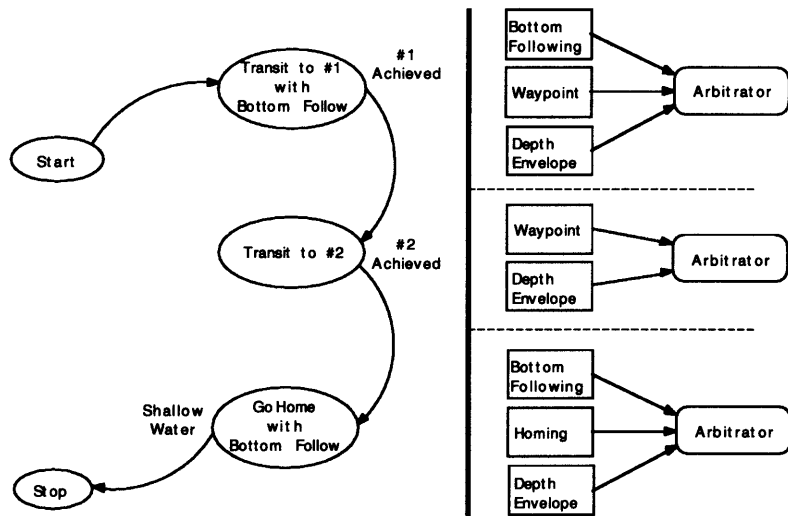 Start
Transit to #1
with
Bottom Follow
#1
Achieved
Transit to #2
#2
Achieved
Go Home
with
Bottom Follow
Shallow
Water
Stop
Bottom
Following
Waypoint
Depth
Envelope
Arbitrator
Waypoint
Depth
Envelope
Arbitrator
Bottom
Following
Homing
Depth
Envelope
Arbitrator